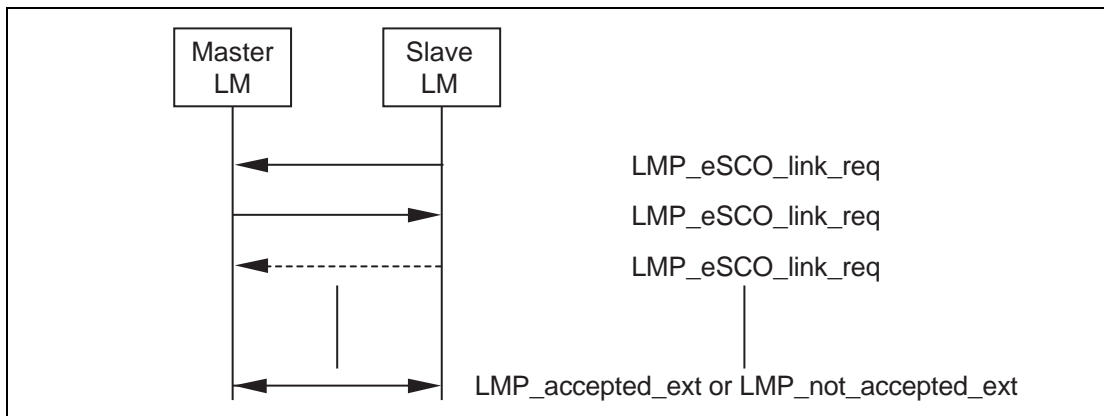 Master
LM
Slave
LM
LMP_eSCO_link_req
LMP_eSCO_link_req
LMP_eSCO_link_req
LMP_accepted_ext or LMP_not_accepted_ext